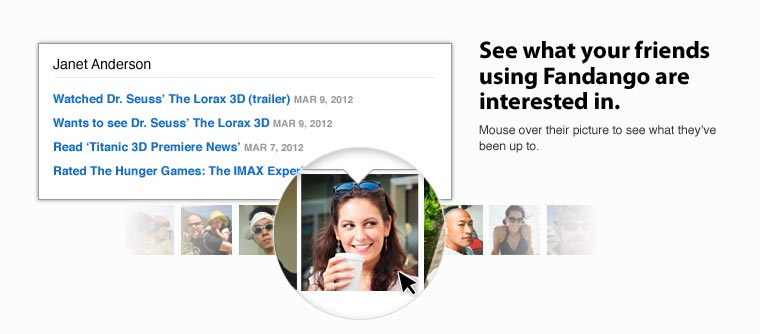 Janet Anderson
Watched Dr. Seuss’ The Lorax 3D (trailer) MAR 9, 2012
Wants to see Dr. Seuss’ The Lorax 3D MAR 9, 2012
Read ‘Titanic 3D Premiere News’ MAR 7, 2012
Rated The Hunger Games: The IMAX
See what your friends
using Fandango are
interested in.
Mouse over their picture to see what they’ve
been up to.